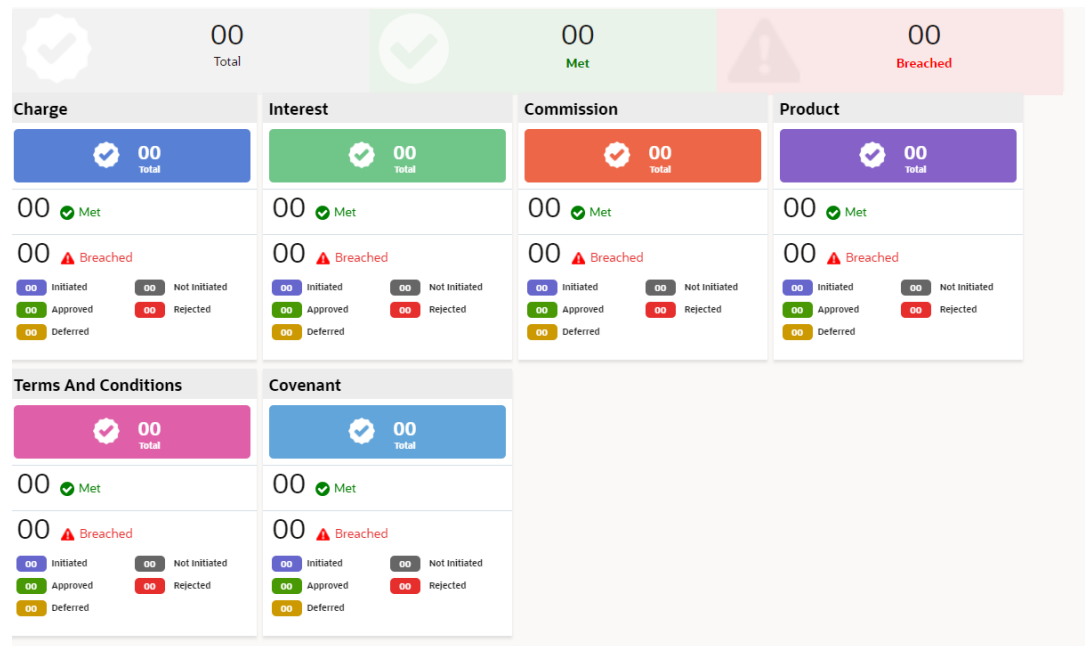 00 00 00
Total Met Breached
Charge Interest Commission Product
00 00 00 00
Total Total Total Total
00 Met 00 Met 00 Met 00 Met
00 Breached 00 Breached 00 Breached 00 Breached
00 Initiated 00 Not Initiated 00 Initiated 00 Not Initiated 00 Initiated 00 Not Initiated 00 Initiated 00 Not Initiated
00 Approved 00 Rejected 00 Approved 00 Rejected 00 Approved 00 Rejected 00 Approved 00 Rejected
00 Deferred 00 Deferred 00 Deferred 00 Deferred
Terms And Conditions Covenant
00 00
Total Total
00 Met 00 Met
00 Breached 00 Breached
00 Initiated 00 Not Initiated 00 Initiated 00 Not Initiated
00 Approved 00 Rejected 00 Approved 00 Rejected
00 Deferred 00 Deferred